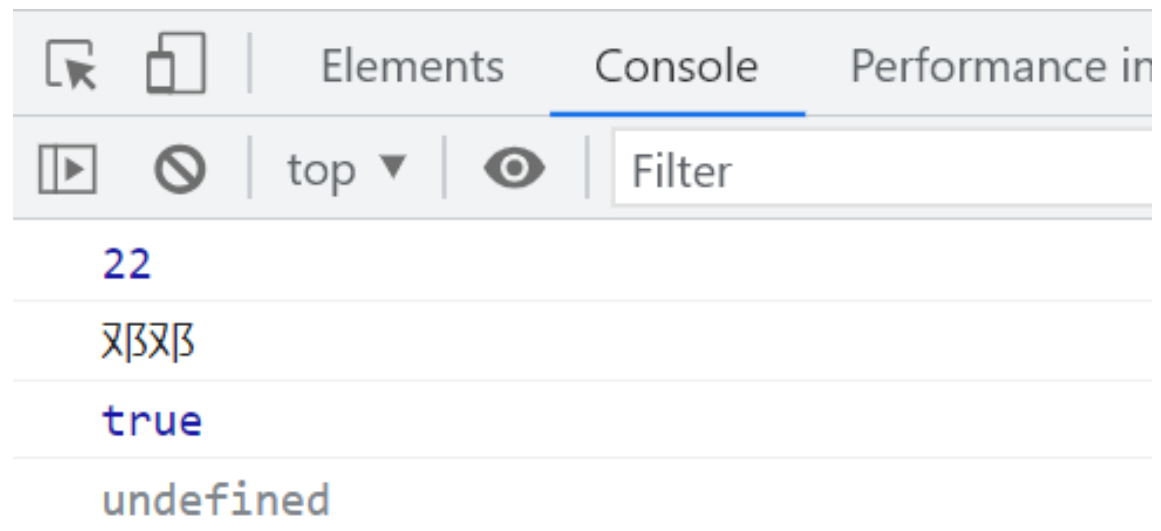 Elements Console Performance in
top Filter
22
邓邓
true
undefined